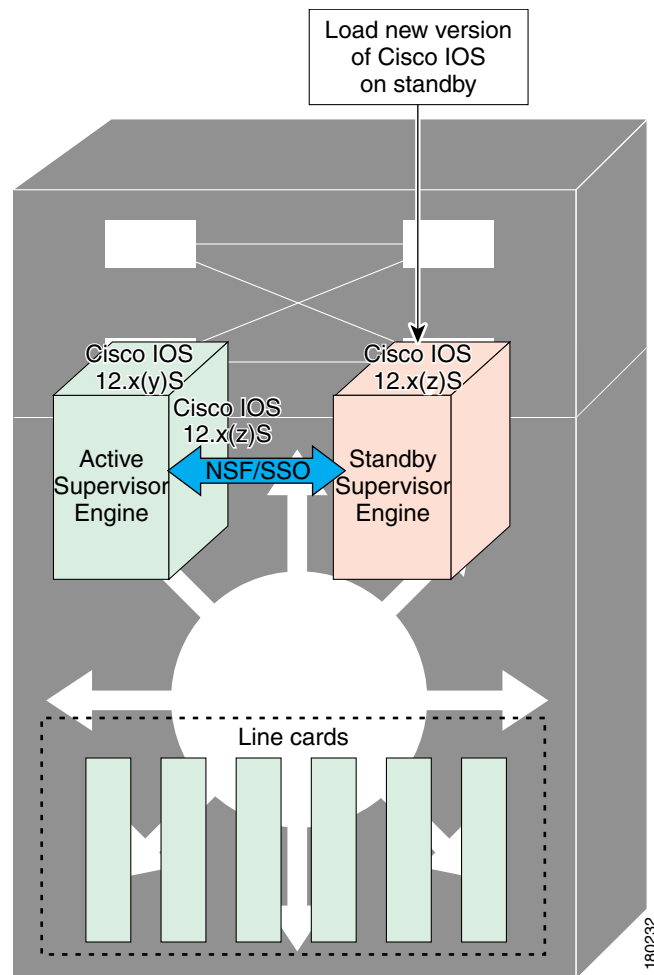 Load new version
of Cisco IOS
on standby
Cisco IOS
12.x(y)S
Cisco IOS
12.x(z)S
Cisco IOS
12.x(z)S
Active
Supervisor
Engine
NSF/SSO
Standby
Supervisor
Engine
Line cards
180232